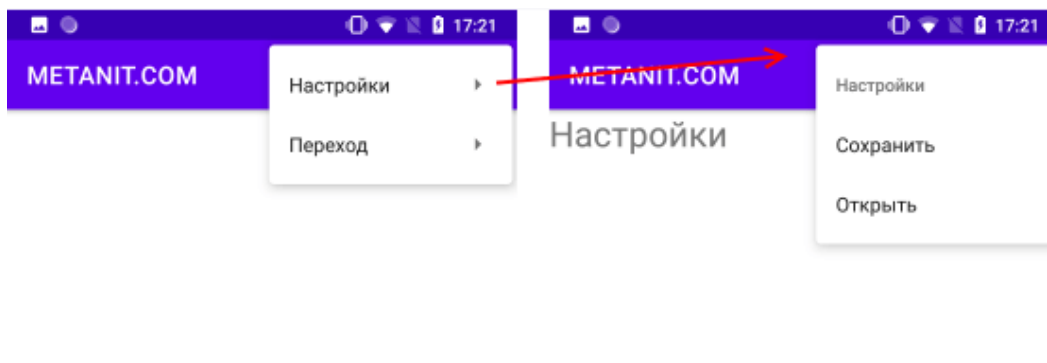 17:21
METANIT.COM
Настройки
Переход
17:21
METANIT.COM
Настройки
Настройки
Сохранить
Открыть